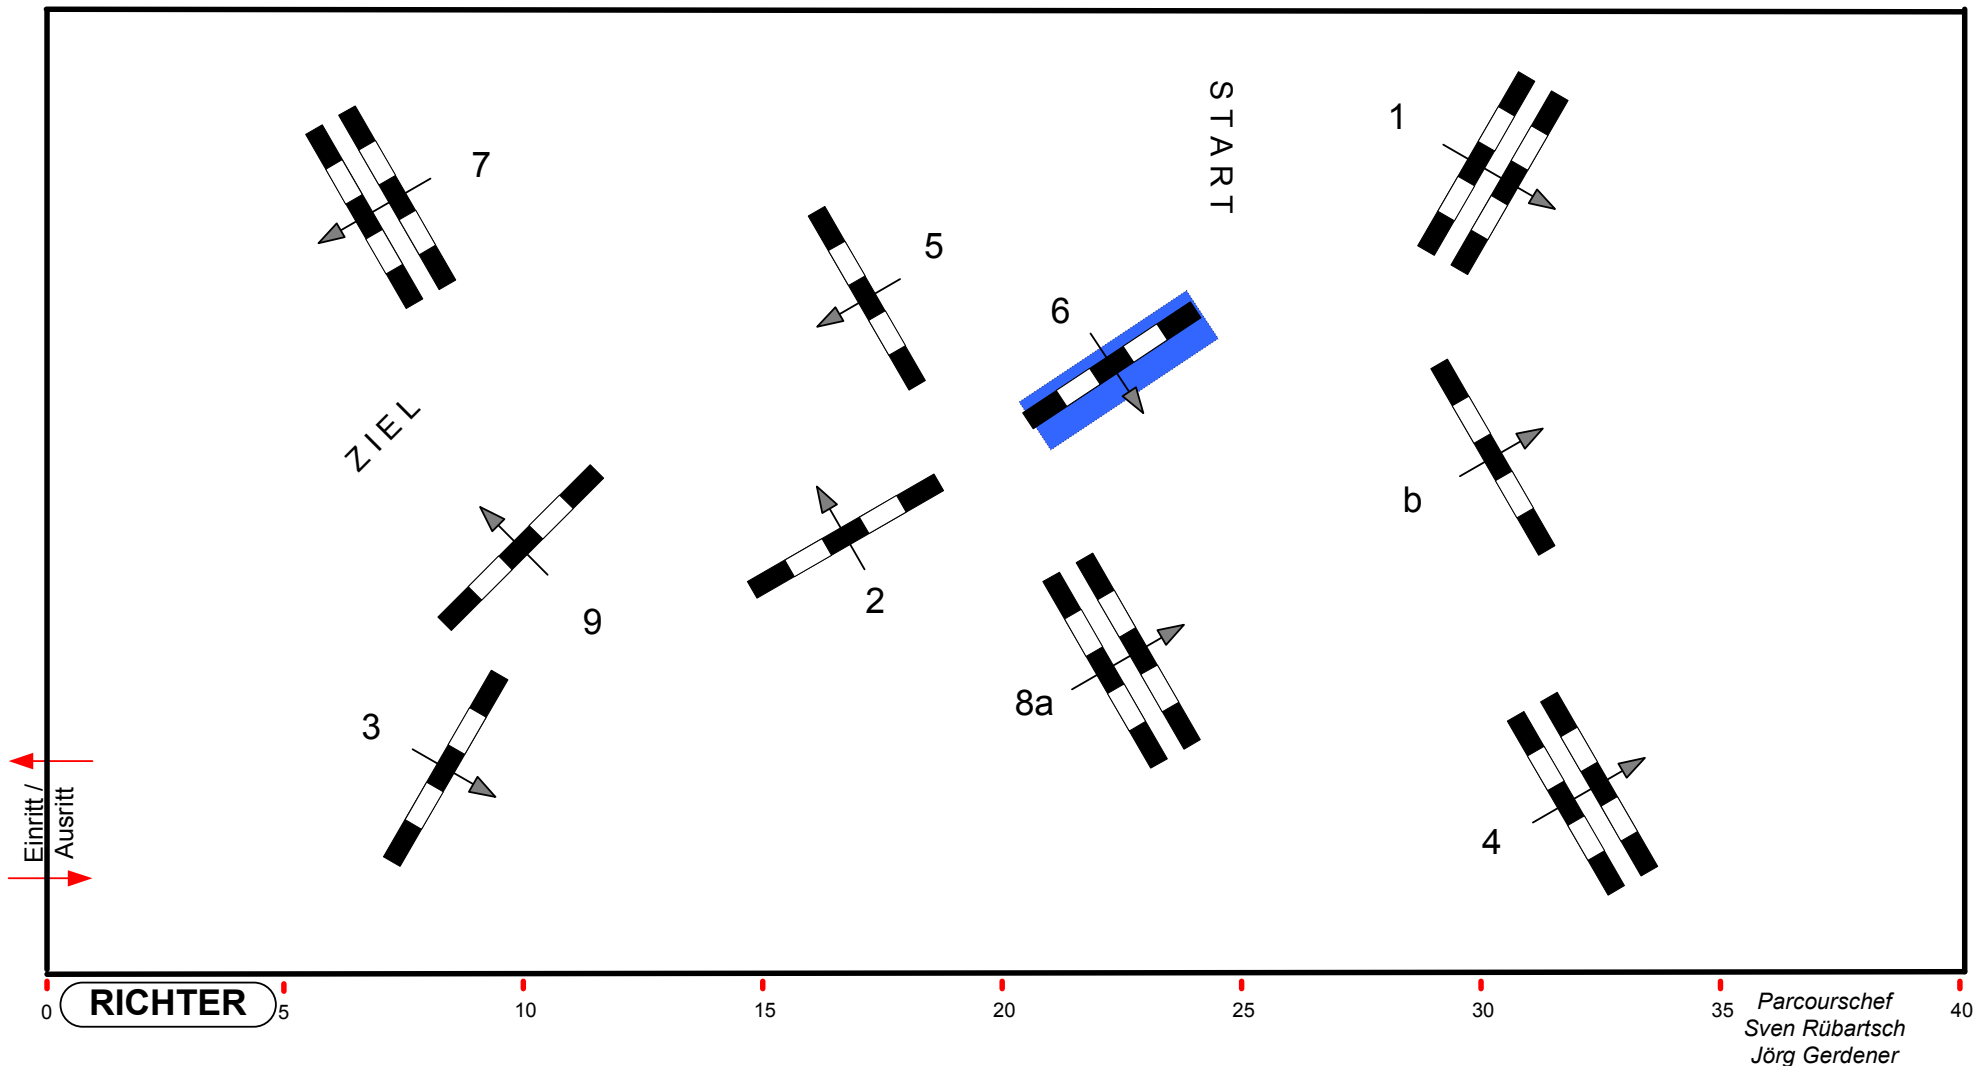 START
1
7
5
6
ZIEL
b
2
9
8a
3
4
Einritt /
Ausritt
RICHTER
0 5 10 15 20 25 30 35 40
Parcourschef
Sven Rübartsch
Jörg Gerdener